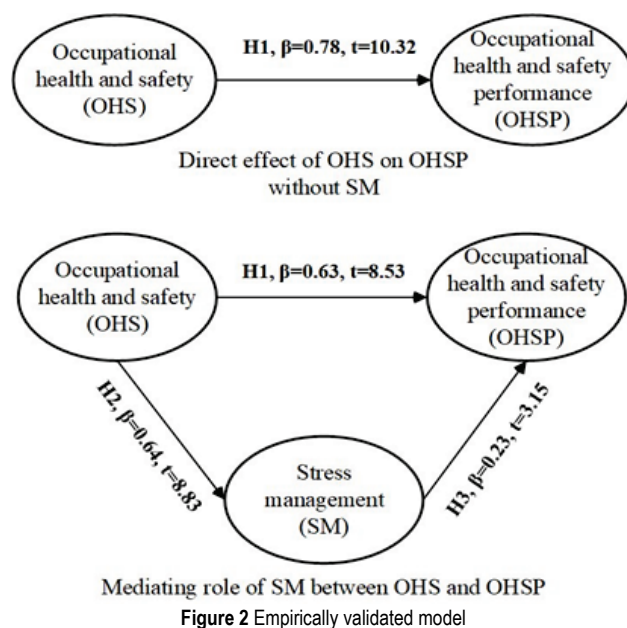 Occupational
health and safety
(OHS)
H1, β=0.78, t=10.32
Occupational
health and safety
performance
(OHSP)
Direct effect of OHS on OHSP
without SM
Occupational
health and safety
(OHS)
H1, β=0.63, t=8.53
Occupational
health and safety
performance
(OHSP)
H2, β=0.64, t=8.83
Stress
management
(SM)
H3, β=0.23, t=3.15
Mediating role of SM between OHS and OHSP
Figure 2 Empirically validated model